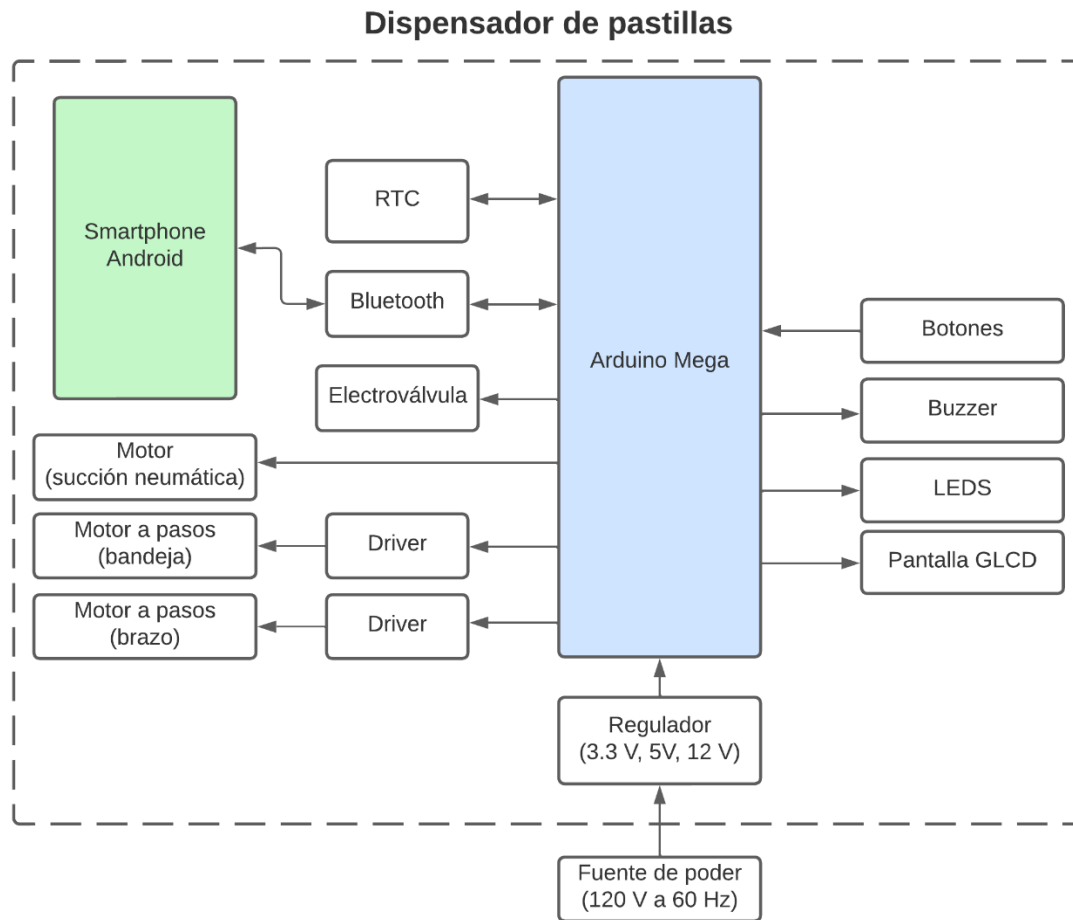 Dispensador de pastillas
Smartphone
Android
RTC
Bluetooth
Electroválvula
Motor
(succión neumática)
Motor a pasos
(bandeja)
Driver
Motor a pasos
(brazo)
Driver
Arduino Mega
Botones
Buzzer
LEDS
Pantalla GLCD
Regulador
(3.3 V, 5V, 12 V)
Fuente de poder
(120 V a 60 Hz)